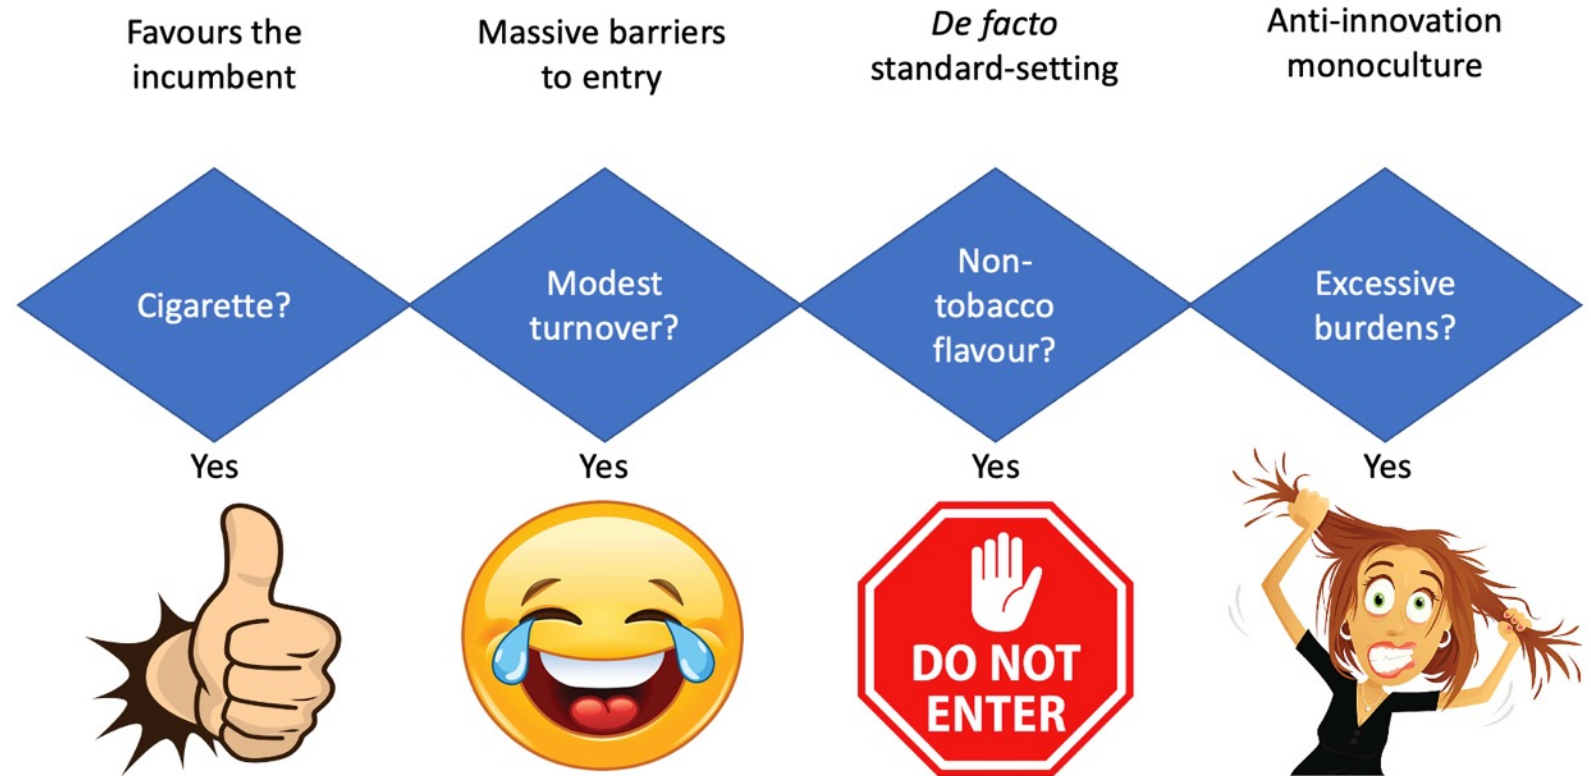 Favours the
incumbent
Massive barriers
to entry
De facto
standard-setting
Anti-innovation
monoculture
Cigarette?
Modest
turnover?
Non-
tobacco
flavour?
Excessive
burdens?
Yes
Yes
Yes
Yes
DO NOT
ENTER